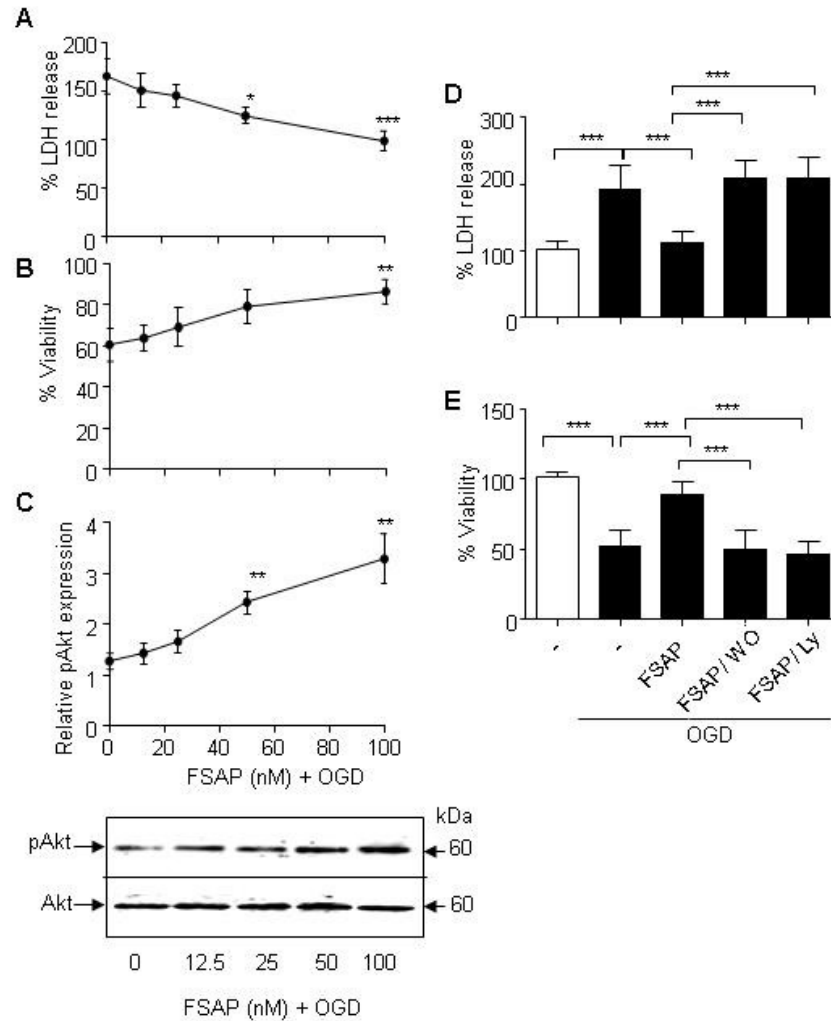 A
200
150
100
50
0
% LDH release
*
***
B
100
80
60
40
20
0
% Viability
**
C
4
3
2
1
0
Relative pAkt expression
**
**
0 20 40 60 80 100
FSAP (nM) + OGD
kDa
pAkt 60
Akt 60
0 12.5 25 50 100
FSAP (nM) + OGD
D
300
200
100
0
% LDH release
***
***
***
***
E
150
100
50
0
% Viability
***
***
***
***
- - FSAP FSAP/WO FSAP/Ly
OGD